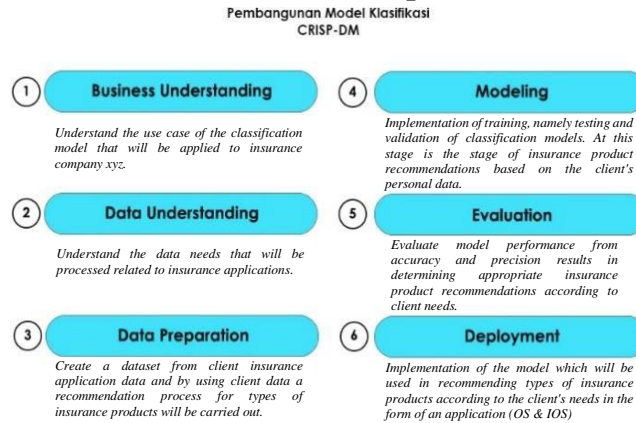 Pembangunan Model Klasifikasi
CRISP-DM
1
Business Understanding
Understand the use case of the classification
model that will be applied to insurance
company xyz.
2
Data Understanding
Understand the data needs that will be
processed related to insurance applications.
3
Data Preparation
Create a dataset from client insurance
application data and by using client data a
recommendation process for types of
insurance products will be carried out.
4
Modeling
Implementation of training, namely testing and
validation of classification models. At this
stage is the stage of insurance product
recommendations based on the client's
personal data.
5
Evaluation
Evaluate model performance from
accuracy and precision results in
determining appropriate insurance
product recommendations according to
client needs.
6
Deployment
Implementation of the model which will be
used in recommending types of insurance
products according to the client's needs in the
form of an application (OS & IOS)